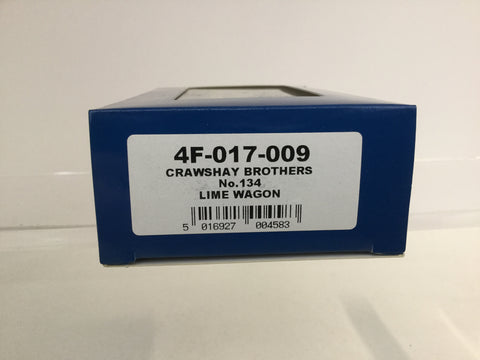 4F-017-009
CRAWSHAY BROTHERS
No.134
LIME WAGON
5 016927 004583